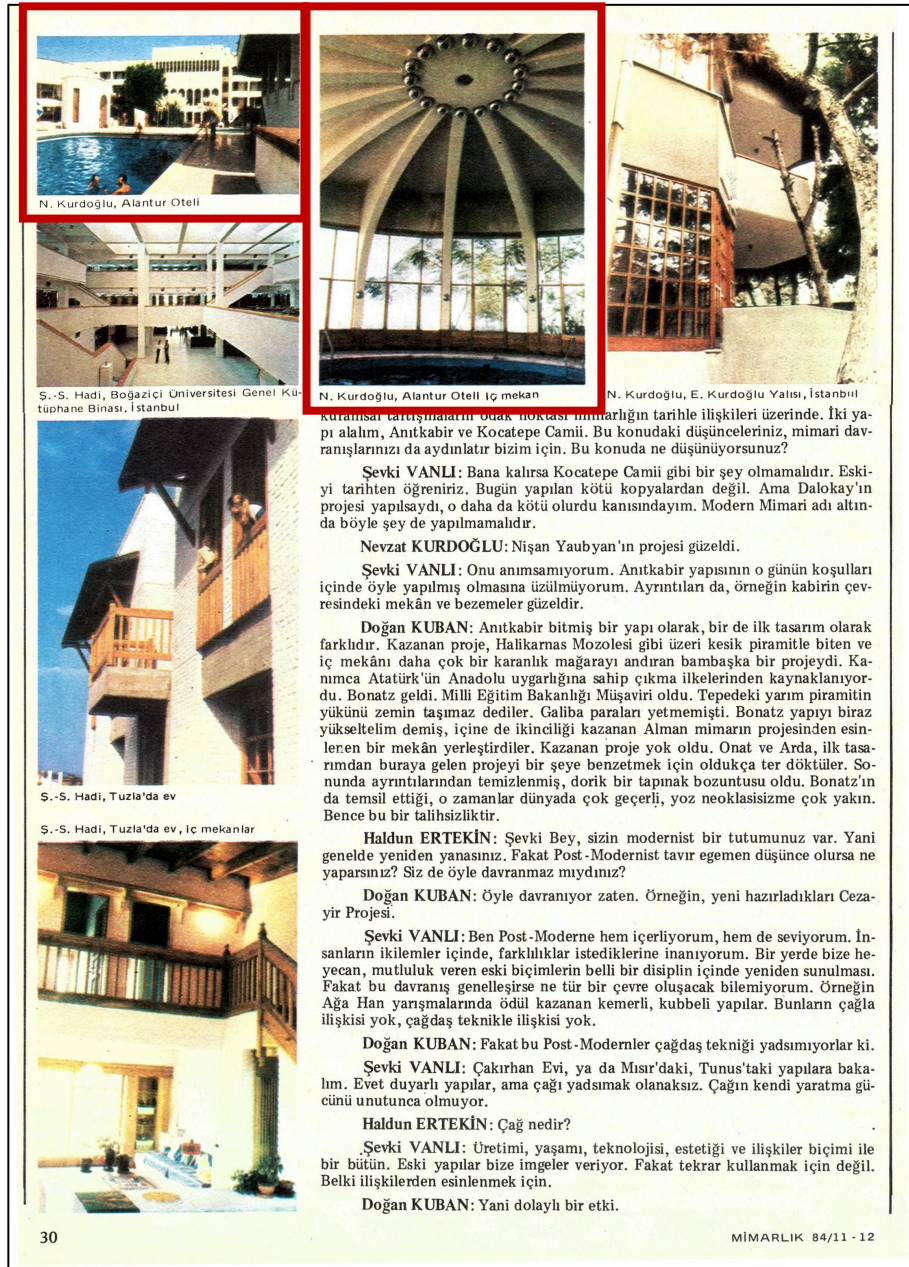 N. Kurdoğlu, Alantur Oteli
Ş.-S. Hadi, Boğaziçi Üniversitesi Genel Kü-
tüphane Binası, İstanbul
N. Kurdoğlu, Alantur Oteli iç mekan
N. Kurdoğlu, E. Kurdoğlu Yalısı, İstanbul
Ş.-S. Hadi, Tuzla'da ev
Ş.-S. Hadi, Tuzla'da ev, iç mekanlar
kuramsal tartışmaların odak noktası mimarlığın tarihle ilişkileri üzerinde. İki ya-
pı alalım, Anıtkabir ve Kocatepe Camii. Bu konudaki düşünceleriniz, mimari dav-
ranışlarınızı da aydınlatır bizim için. Bu konuda ne düşünüyorsunuz?
Şevki VANLI: Bana kalırsa Kocatepe Camii gibi bir şey olmamalıdır. Eski-
yi tarihten öğreniriz. Bugün yapılan kötü kopyalardan değil. Ama Dalokay'ın
projesi yapılsaydı, o daha da kötü olurdu kanısındayım. Modern Mimari adı altın-
da böyle şey de yapılmamalıdır.
Nevzat KURDOĞLU: Nişan Yaubyan'ın projesi güzeldi.
Şevki VANLI: Onu anımsamıyorum. Anıtkabir yapısının o günün koşulları
içinde öyle yapılmış olmasına üzülmüyorum. Ayrıntıları da, örneğin kabirin çev-
resindeki mekân ve bezemeler güzeldir.
Doğan KUBAN: Anıtkabir bitmiş bir yapı olarak, bir de ilk tasarım olarak
farklıdır. Kazanan proje, Halikarnas Mozolesi gibi üzeri kesik piramitle biten ve
iç mekânı daha çok bir karanlık mağarayı andıran bambaşka bir projeydi. Ka-
nımca Atatürk'ün Anadolu uygarlığına sahip çıkma ilkelerinden kaynaklanıyor-
du. Bonatz geldi. Milli Eğitim Bakanlığı Müşaviri oldu. Tepedeki yarım piramitin
yükünü zemin taşımaz dediler. Galiba paraları yetmemişti. Bonatz yapıyı biraz
yükseltelim demiş, içine de ikinciliği kazanan Alman mimarın projesinden esin-
lenen bir mekân yerleştirdiler. Kazanan proje yok oldu. Onat ve Arda, ilk tasa-
rımdan buraya gelen projeyi bir şeye benzetmek için oldukça ter döktüler. So-
nunda ayrıntılarından temizlenmiş, dorik bir tapınak bozuntusu oldu. Bonatz'ın
da temsil ettiği, o zamanlar dünyada çok geçerli, yoz neoklasisizme çok yakın.
Bence bu bir talihsizliktir.
Haldun ERTEKİN: Şevki Bey, sizin modernist bir tutumunuz var. Yani
genelde yeniden yanasınız. Fakat Post-Modernist tavır egemen düşünce olursa ne
yaparsınız? Siz de öyle davranmaz mıydınız?
Doğan KUBAN: Öyle davranıyor zaten. Örneğin, yeni hazırladıkları Ceza-
yir Projesi.
Şevki VANLI: Ben Post-Moderne hem içerliyorum, hem de seviyorum. İn-
sanların ikilemler içinde, farklılıklar istediklerine inanıyorum. Bir yerde bize he-
yecan, mutluluk veren eski biçimlerin belli bir disiplin içinde yeniden sunulması.
Fakat bu davranış genelleşirse ne tür bir çevre oluşacak bilemiyorum. Örneğin
Ağa Han yarışmalarında ödül kazanan kemerli, kubbeli yapılar. Bunların çağla
ilişkisi yok, çağdaş teknikle ilişkisi yok.
Doğan KUBAN: Fakat bu Post-Modernler çağdaş tekniği yadsımıyorlar ki.
Şevki VANLI: Çakırhan Evi, ya da Mısır'daki, Tunus'taki yapılara baka-
lım. Evet duyarlı yapılar, ama çağı yadsımak olanaksız. Çağın kendi yaratma gü-
cünü unutunca olmuyor.
Haldun ERTEKİN: Çağ nedir?
Şevki VANLI: Üretimi, yaşamı, teknolojisi, estetiği ve ilişkiler biçimi ile
bir bütün. Eski yapılar bize imgeler veriyor. Fakat tekrar kullanmak için değil.
Belki ilişkilerden esinlenmek için.
Doğan KUBAN: Yani dolaylı bir etki.
30
MİMARLIK 84/11-12